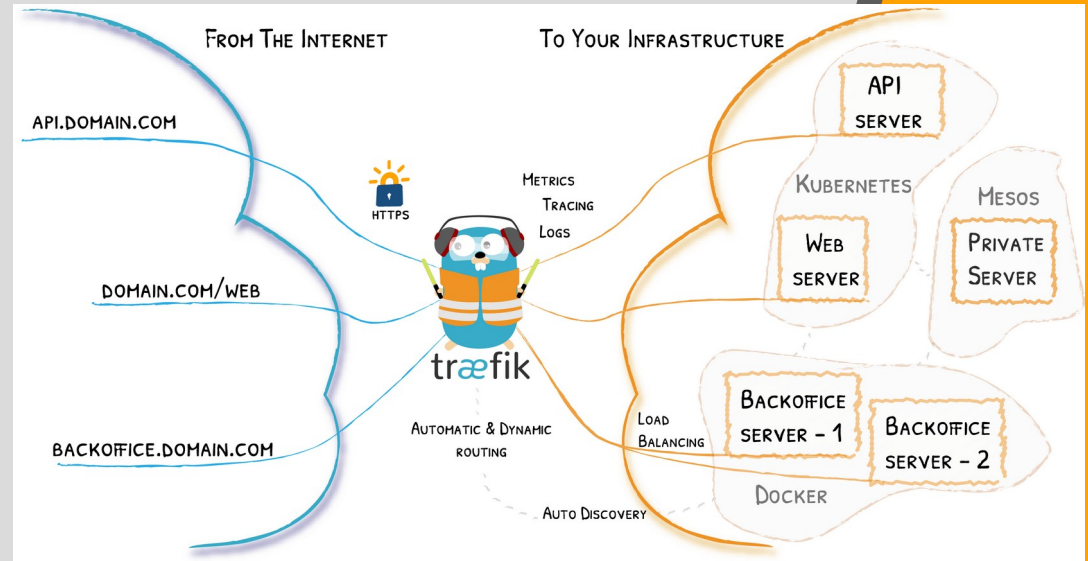 FROM THE INTERNET
TO YOUR INFRASTRUCTURE
API.DOMAIN.COM
HTTPS
METRICS
TRACING
LOGS
API
SERVER
KUBERNETES
MESOS
WEB
SERVER
PRIVATE
SERVER
DOMAIN.COM/WEB
træfik
BACKOFFICE.DOMAIN.COM
AUTOMATIC & DYNAMIC
ROUTING
LOAD
BALANCING
BACKOFFICE
SERVER - 1
BACKOFFICE
SERVER - 2
DOCKER
AUTO DISCOVERY